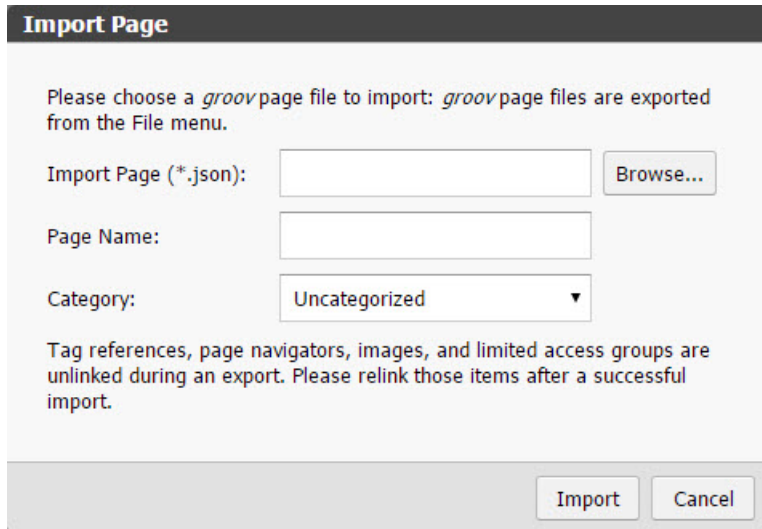 Import Page
Please choose a groov page file to import: groov page files are exported
from the File menu.
Import Page (*.json):
Browse...
Page Name:
Category:
Uncategorized
Tag references, page navigators, images, and limited access groups are
unlinked during an export. Please relink those items after a successful
import.
Import
Cancel